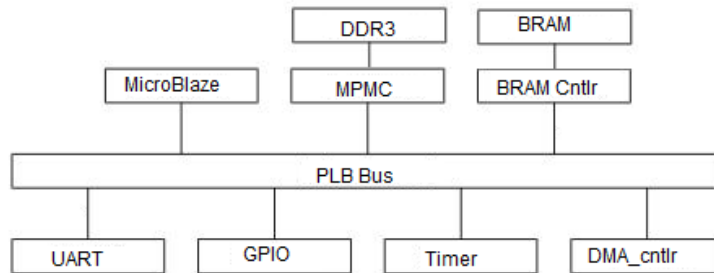 DDR3
BRAM
MicroBlaze
MPMC
BRAM Cntlr
PLB Bus
UART
GPIO
Timer
DMA_cntlr